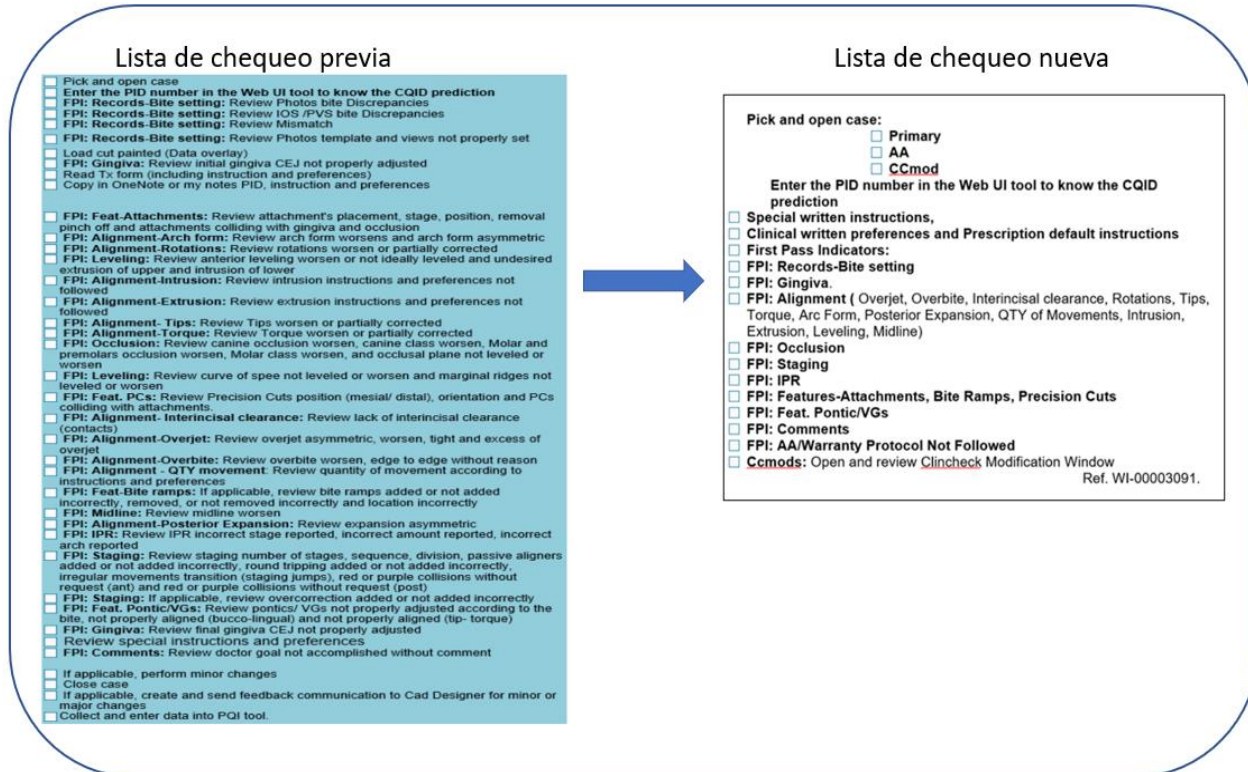 Lista de chequeo previa
Pick and open case
Enter the PID number in the Web UI tool to know the CQID prediction
FPI: Records-Bite setting: Review Photos bite Discrepancies
FPI: Records-Bite setting: Review IOS /PVS bite Discrepancies
FPI: Records-Bite setting: Review Mismatch
FPI: Records-Bite setting: Review Photos template and views not properly set
Load cut painted (Data overlay)
FPI: Gingiva: Review initial gingiva CEJ not properly adjusted
Read Tx form (including instruction and preferences)
Copy in OneNote or my notes PID, instruction and preferences
FPI: Feat-Attachments: Review attachment's placement, stage, position, removal
pinch off and attachments colliding with gingiva and occlusion
FPI: Alignment-Arch form: Review arch form worsens and arch form asymmetric
FPI: Alignment-Rotations: Review rotations worsen or partially corrected
FPI: Leveling: Review anterior leveling worsen or not ideally leveled and undesired
extrusion of upper and intrusion of lower
FPI: Alignment-Intrusion: Review intrusion instructions and preferences not
followed
FPI: Alignment-Extrusion: Review extrusion instructions and preferences not
followed
FPI: Alignment- Tips: Review Tips worsen or partially corrected
FPI: Alignment-Torque: Review Torque worsen or partially corrected
FPI: Occlusion: Review canine occlusion worsen, canine class worsen, Molar and
premolars occlusion worsen, Molar class worsen, and occlusal plane not leveled or
worsen
FPI: Leveling: Review curve of spee not leveled or worsen and marginal ridges not
leveled or worsen
FPI: Feat. PCs: Review Precision Cuts position (mesial/ distal), orientation and PCs
colliding with attachments.
FPI: Alignment- Interincisal clearance: Review lack of interincisal clearance
(contacts)
FPI: Alignment-Overjet: Review overjet asymmetric, worsen, tight and excess of
overjet
FPI: Alignment-Overbite: Review overbite worsen, edge to edge without reason
FPI: Alignment - QTY movement: Review quantity of movement according to
instructions and preferences
FPI: Feat-Bite ramps: If applicable, review bite ramps added or not added
incorrectly, removed, or not removed incorrectly and location incorrectly
FPI: Midline: Review midline worsen
FPI: Alignment-Posterior Expansion: Review expansion asymmetric
FPI: IPR: Review IPR incorrect stage reported, incorrect amount reported, incorrect
arch reported
FPI: Staging: Review staging number of stages, sequence, division, passive aligners
added or not added incorrectly, round tripping added or not added incorrectly,
irregular movements transition (staging jumps), red or purple collisions without
request (ant) and red or purple collisions without request (post)
FPI: Staging: If applicable, review overcorrection added or not added incorrectly
FPI: Feat. Pontic/VGs: Review pontics/ VGs not properly adjusted according to the
bite, not properly aligned (bucco-lingual) and not properly aligned (tip- torque)
FPI: Gingiva: Review final gingiva CEJ not properly adjusted
Review special instructions and preferences
FPI: Comments: Review doctor goal not accomplished without comment
If applicable, perform minor changes
Close case
If applicable, create and send feedback communication to Cad Designer for minor or
major changes
Collect and enter data into PQI tool.
Lista de chequeo nueva
Pick and open case:
Primary
AA
CCmod
Enter the PID number in the Web UI tool to know the CQID
prediction
Special written instructions,
Clinical written preferences and Prescription default instructions
First Pass Indicators:
FPI: Records-Bite setting
FPI: Gingiva.
FPI: Alignment ( Overjet, Overbite, Interincisal clearance, Rotations, Tips,
Torque, Arc Form, Posterior Expansion, QTY of Movements, Intrusion,
Extrusion, Leveling, Midline)
FPI: Occlusion
FPI: Staging
FPI: IPR
FPI: Features-Attachments, Bite Ramps, Precision Cuts
FPI: Feat. Pontic/VGs
FPI: Comments
FPI: AA/Warranty Protocol Not Followed
Ccmods: Open and review Clincheck Modification Window
Ref. WI-00003091.